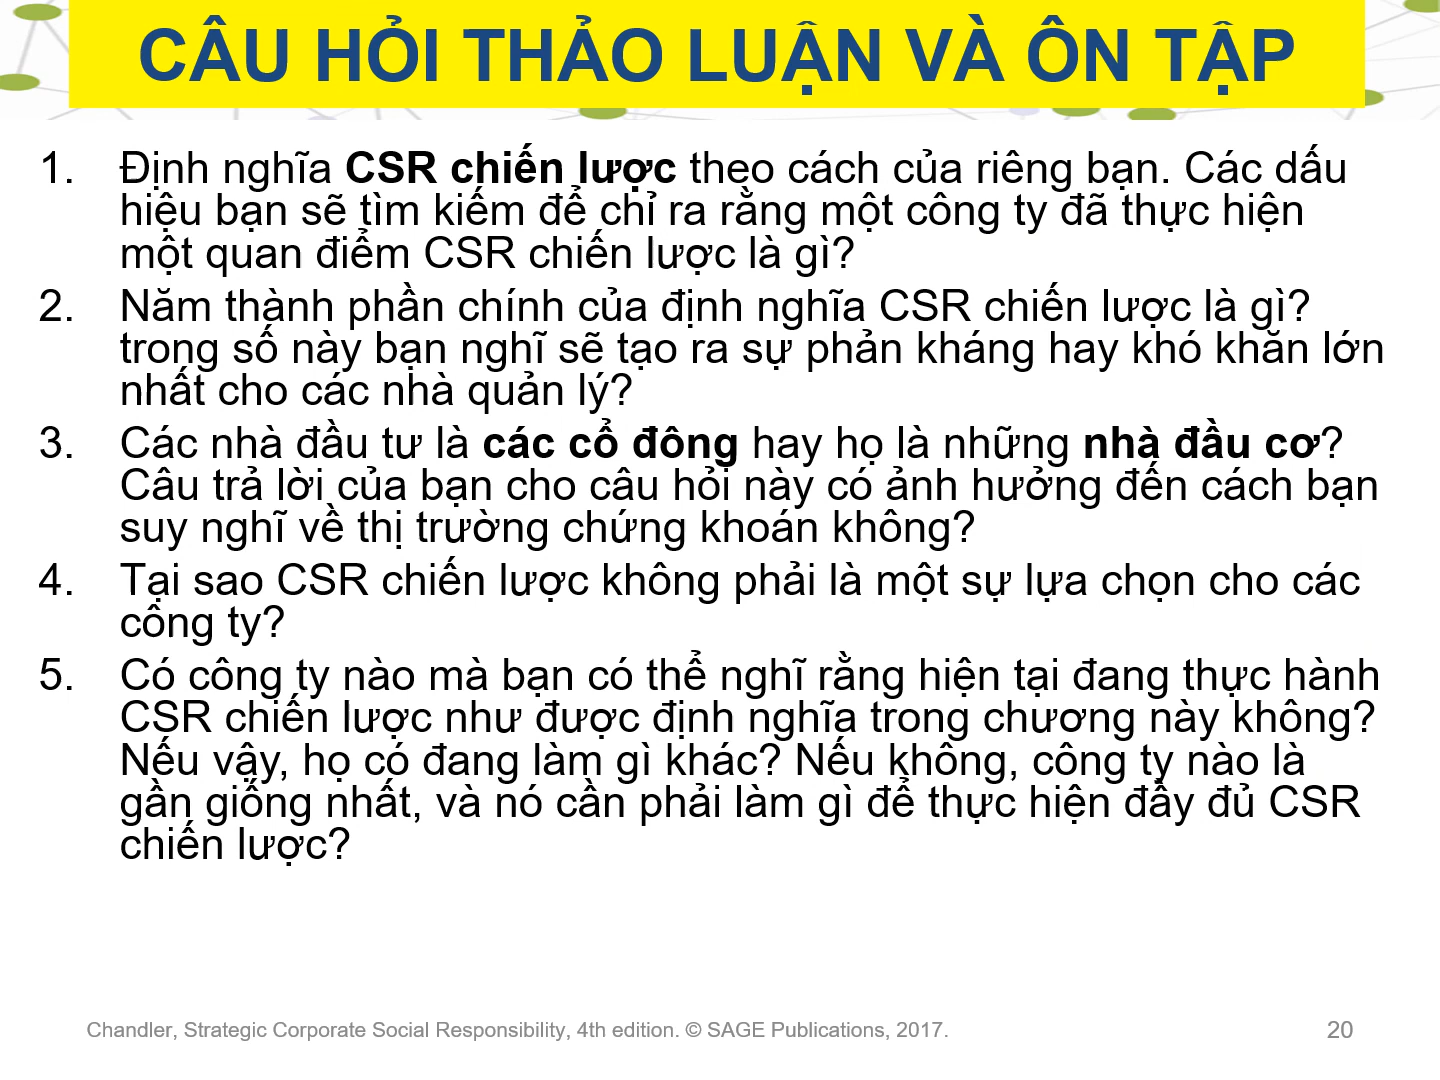 CÂU HỎI THẢO LUẬN VÀ ÔN TẬP
1. Định nghĩa CSR chiến lược theo cách của riêng bạn. Các dấu
hiệu bạn sẽ tìm kiếm để chỉ ra rằng một công ty đã thực hiện
một quan điểm CSR chiến lược là gì?
2. Năm thành phần chính của định nghĩa CSR chiến lược là gì?
trong số này bạn nghĩ sẽ tạo ra sự phản kháng hay khó khăn lớn
nhất cho các nhà quản lý?
3. Các nhà đầu tư là các cổ đông hay họ là những nhà đầu cơ?
Câu trả lời của bạn cho câu hỏi này có ảnh hưởng đến cách bạn
suy nghĩ về thị trường chứng khoán không?
4. Tại sao CSR chiến lược không phải là một sự lựa chọn cho các
công ty?
5. Có công ty nào mà bạn có thể nghĩ rằng hiện tại đang thực hành
CSR chiến lược như được định nghĩa trong chương này không?
Nếu vậy, họ có đang làm gì khác? Nếu không, công ty nào là
gần giống nhất, và nó cần phải làm gì để thực hiện đầy đủ CSR
chiến lược?
Chandler, Strategic Corporate Social Responsibility, 4th edition. © SAGE Publications, 2017.
20